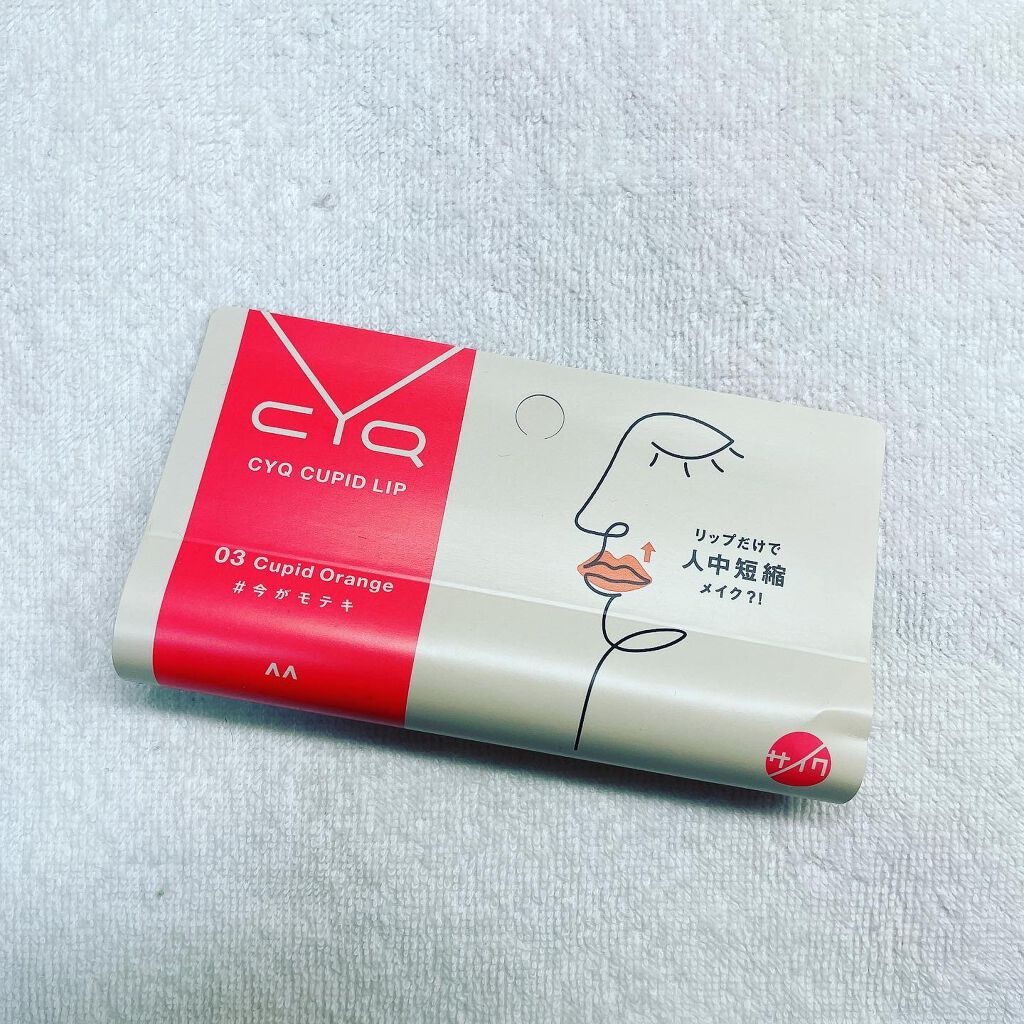 CYQ
CYQ CUPID LIP
03 Cupid Orange
#今がモテキ
リップだけで
人中短縮
メイク?!
サイク